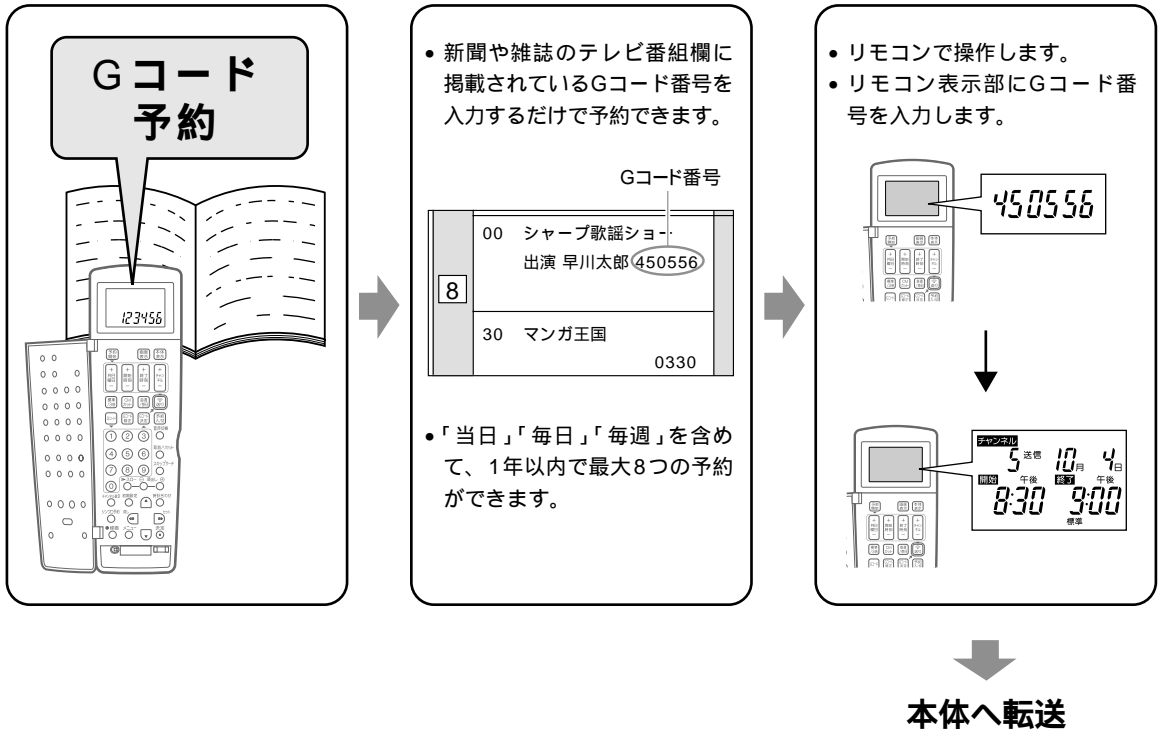 Gコード
予約
123456
• 新聞や雑誌のテレビ番組欄に
掲載されているGコード番号を
入力するだけで予約できます。
Gコード番号
8
00 シャープ歌謡ショー
出演 早川太郎 450556
30 マンガ王国
0330
•「当日」「毎日」「毎週」を含め
て、1年以内で最大8つの予約
ができます。
• リモコンで操作します。
• リモコン表示部にGコード番
号を入力します。
450556
チャンネル
5 送信 10月 4日
開始 午後 終了 午後
8:30 9:00
標準
本体へ転送